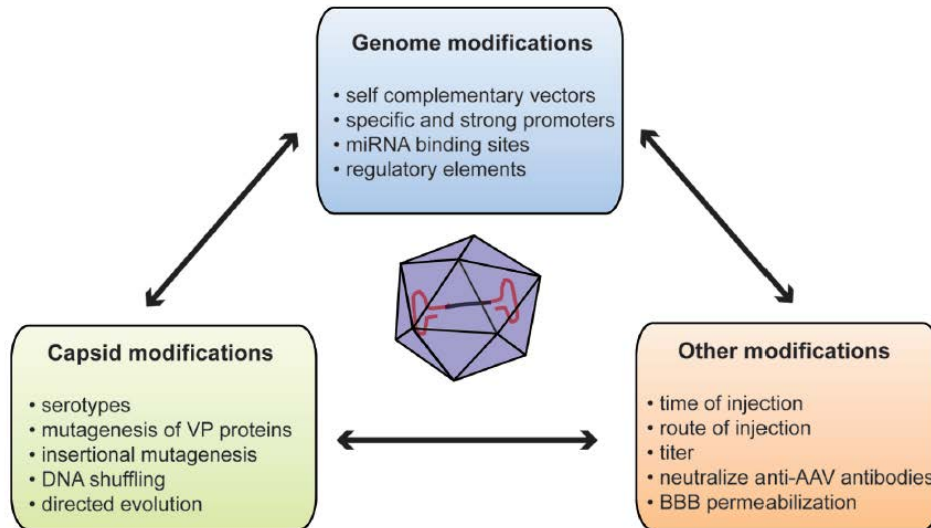 Genome modifications
• self complementary vectors
• specific and strong promoters
• miRNA binding sites
• regulatory elements
Capsid modifications
• serotypes
• mutagenesis of VP proteins
• insertional mutagenesis
• DNA shuffling
• directed evolution
Other modifications
• time of injection
• route of injection
• titer
• neutralize anti-AAV antibodies
• BBB permeabilization